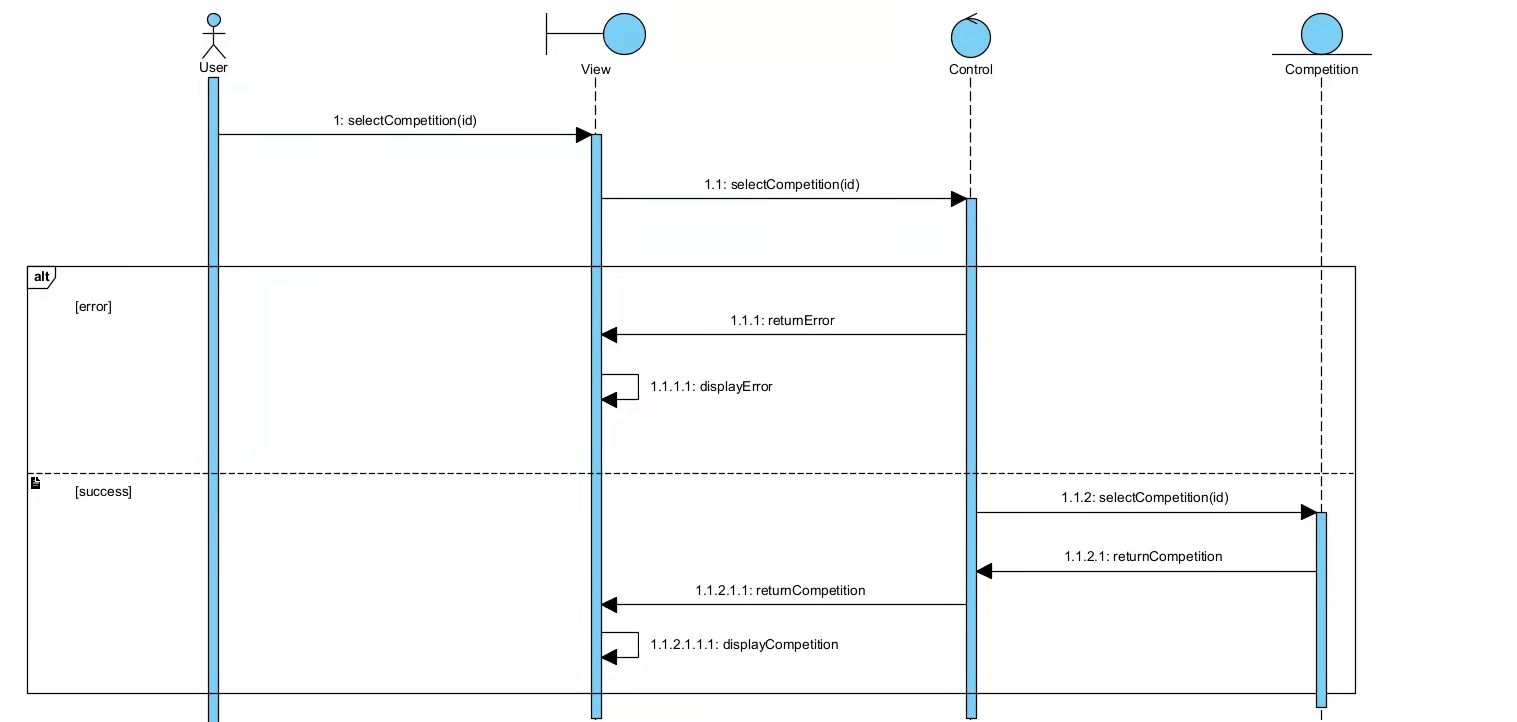 User
View
Control
Competition
1: selectCompetition(id)
1.1: selectCompetition(id)
alt
[error]
1.1.1: returnError
1.1.1.1: displayError
[success]
1.1.2: selectCompetition(id)
1.1.2.1: returnCompetition
1.1.2.1.1: returnCompetition
1.1.2.1.1.1: displayCompetition